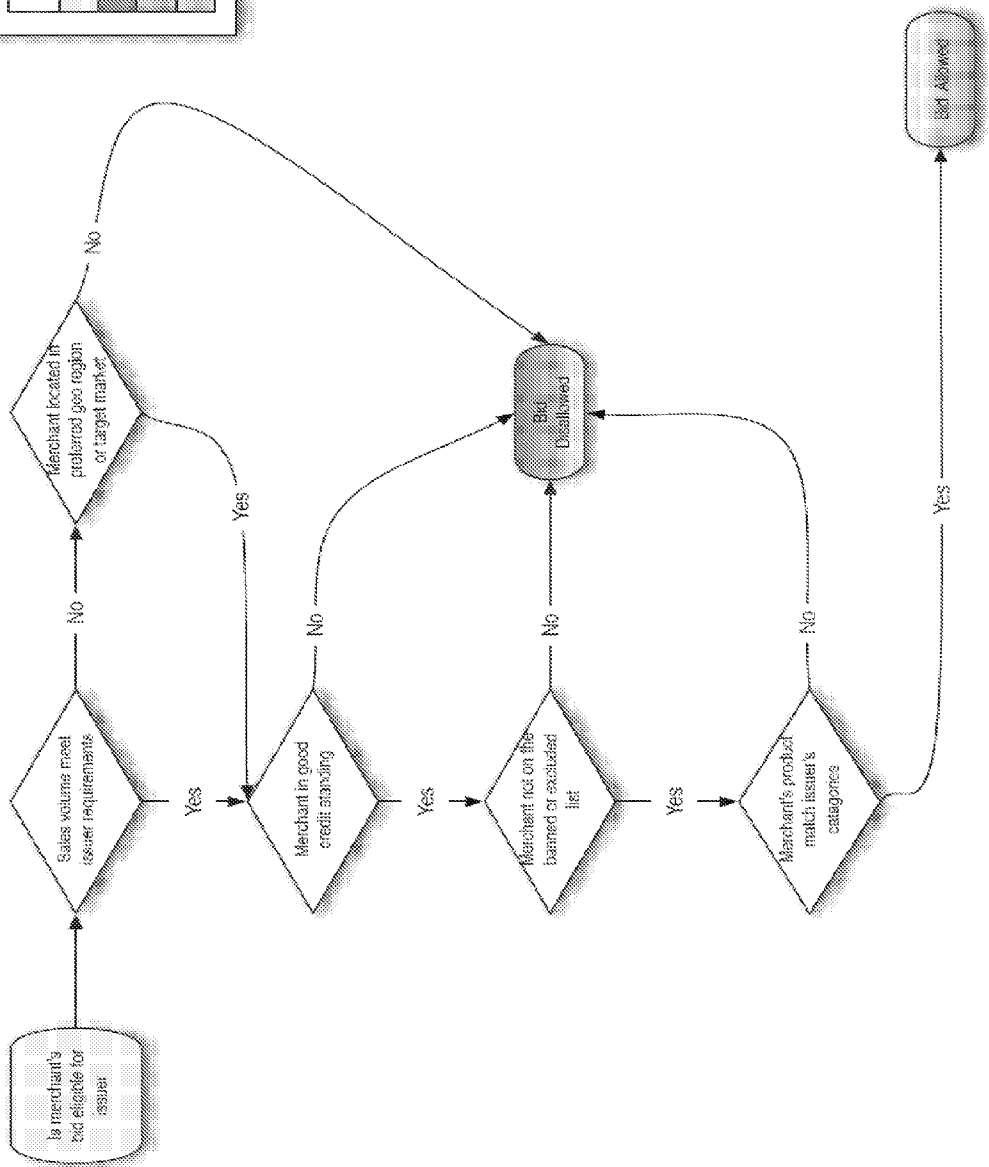 Is merchant's
bid eligible for
issuer
Sales volume meet
issuer requirements
No
Merchant located in
preferred geo region
or target market
No
Yes
Yes
Merchant in good
credit standing
No
Yes
Merchant not on the
banned or excluded
list
No
Bid
Disallowed
Yes
Merchant's product
match issuer's
catagories
No
Yes
Bid Allowed